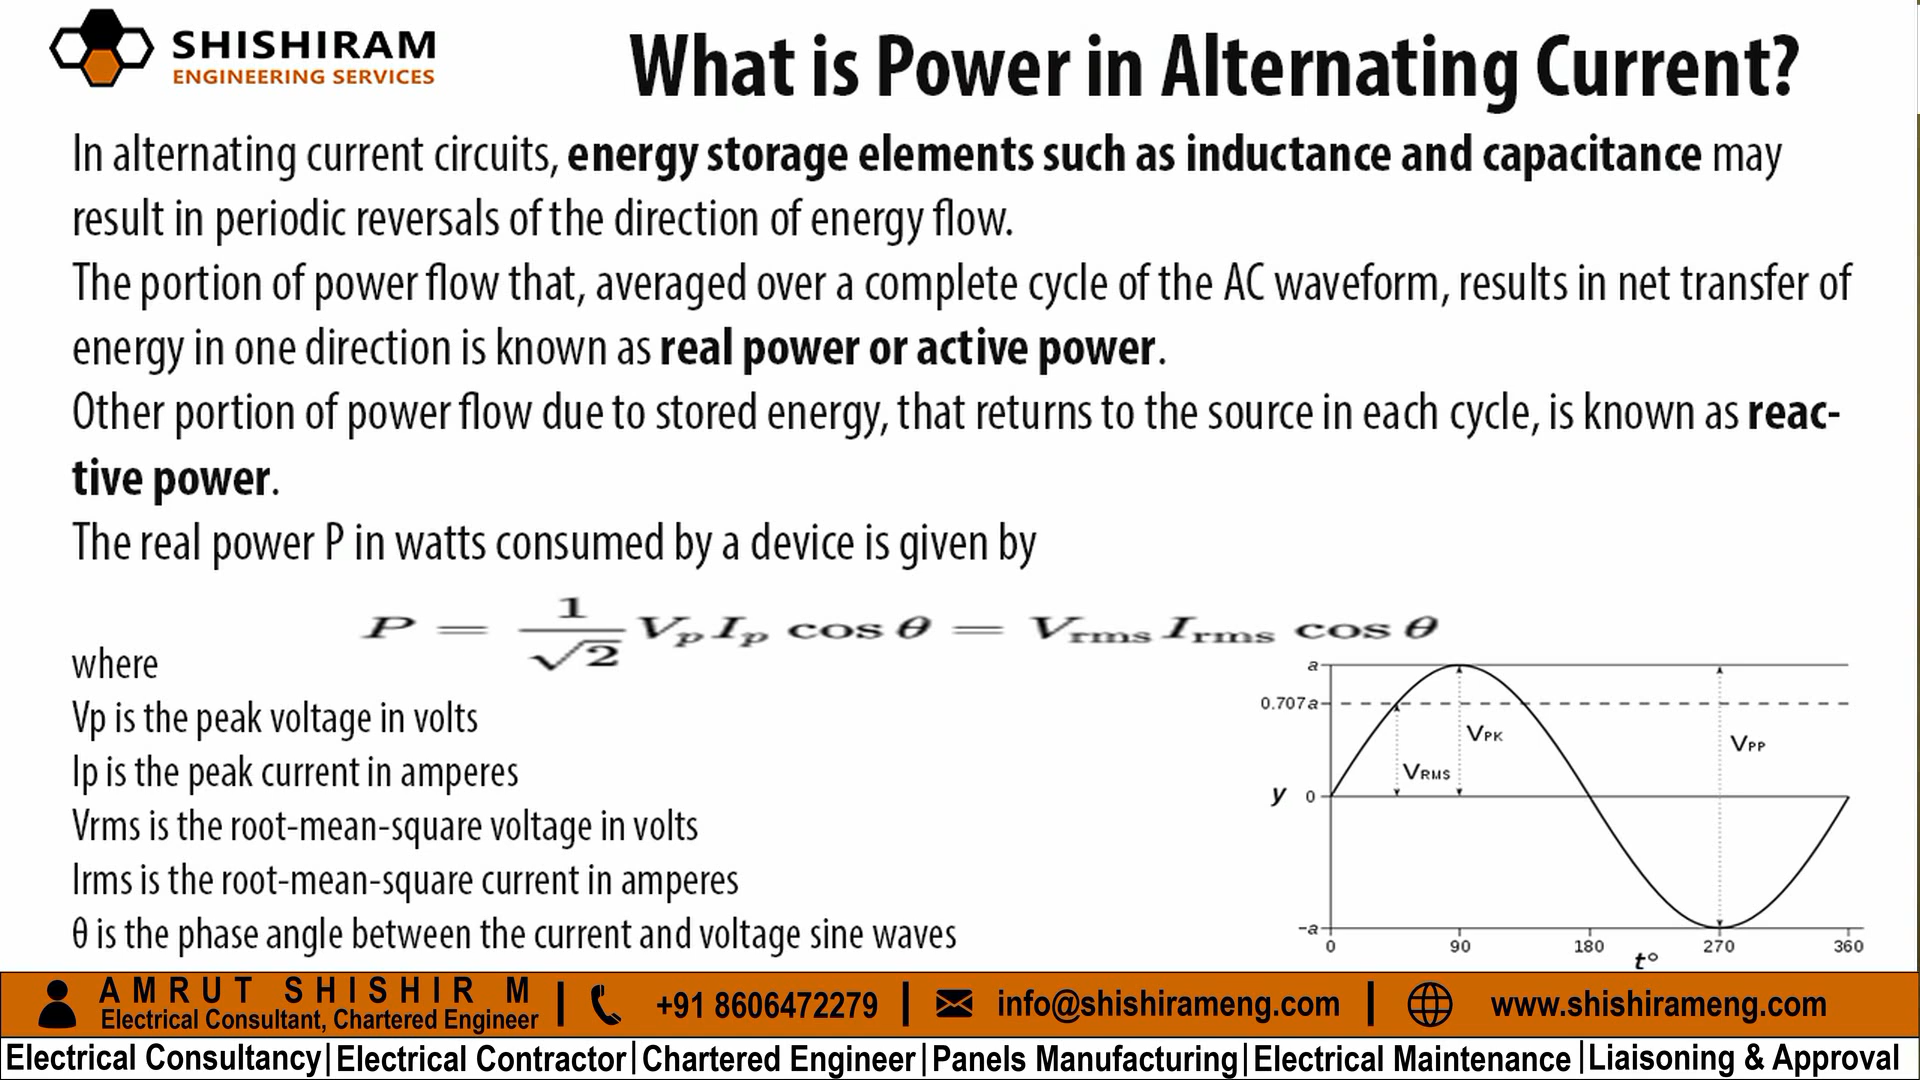 SHISHIRAM
ENGINEERING SERVICES
What is Power in Alternating Current?
In alternating current circuits, energy storage elements such as inductance and capacitance may
result in periodic reversals of the direction of energy flow.
The portion of power flow that, averaged over a complete cycle of the AC waveform, results in net transfer of
energy in one direction is known as real power or active power.
Other portion of power flow due to stored energy, that returns to the source in each cycle, is known as reac-
tive power.
The real power P in watts consumed by a device is given by
P = 1/√2 VpIp cos θ = Vrms Irms cos θ
where
Vp is the peak voltage in volts
Ip is the peak current in amperes
Vrms is the root-mean-square voltage in volts
Irms is the root-mean-square current in amperes
θ is the phase angle between the current and voltage sine waves
a
0.707a
VPK
VPP
VRMS
y 0
-a
0 90 180 270 360
t°
AMRUT SHISHIR M
Electrical Consultant, Chartered Engineer
+91 8606472279
info@shishirameng.com
www.shishirameng.com
Electrical Consultancy|Electrical Contractor|Chartered Engineer|Panels Manufacturing|Electrical Maintenance|Liaisoning & Approval